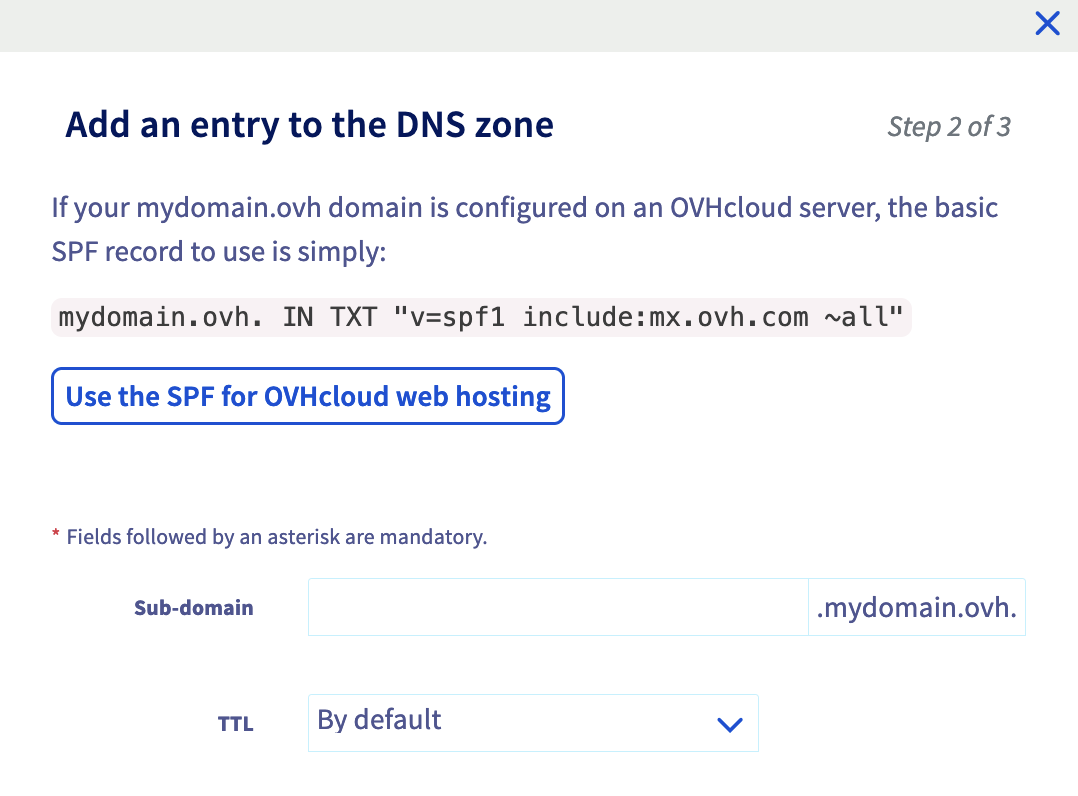 Add an entry to the DNS zone
Step 2 of 3
If your mydomain.ovh domain is configured on an OVHcloud server, the basic
SPF record to use is simply:
mydomain.ovh. IN TXT "v=spf1 include:mx.ovh.com ~all"
Use the SPF for OVHcloud web hosting
* Fields followed by an asterisk are mandatory.
Sub-domain
.mydomain.ovh.
TTL
By default